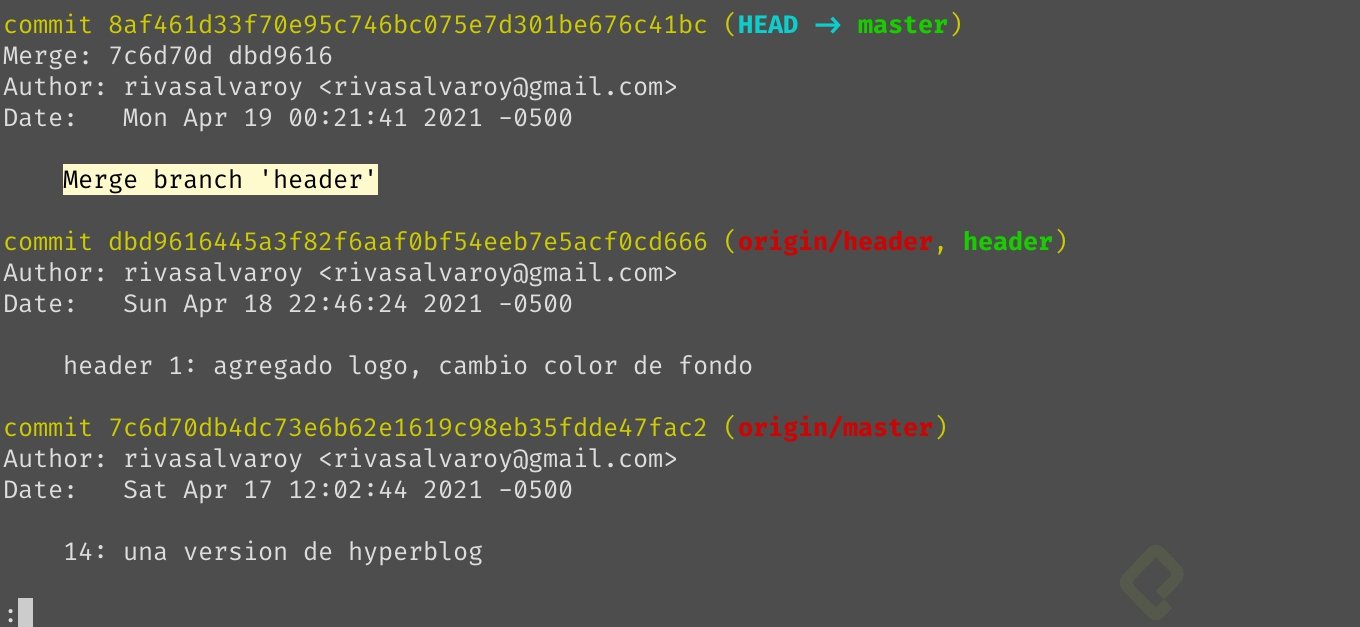 commit 8af461d33f70e95c746bc075e7d301be676c41bc (HEAD -> master)
Merge: 7c6d70d dbd9616
Author: rivasalvaroy <rivasalvaroy@gmail.com>
Date:   Mon Apr 19 00:21:41 2021 -0500
Merge branch 'header'
commit dbd9616445a3f82f6aaf0bf54eeb7e5acf0cd666 (origin/header, header)
Author: rivasalvaroy <rivasalvaroy@gmail.com>
Date:   Sun Apr 18 22:46:24 2021 -0500
header 1: agregado logo, cambio color de fondo
commit 7c6d70db4dc73e6b62e1619c98eb35fdde47fac2 (origin/master)
Author: rivasalvaroy <rivasalvaroy@gmail.com>
Date:   Sat Apr 17 12:02:44 2021 -0500
14: una version de hyperblog
: